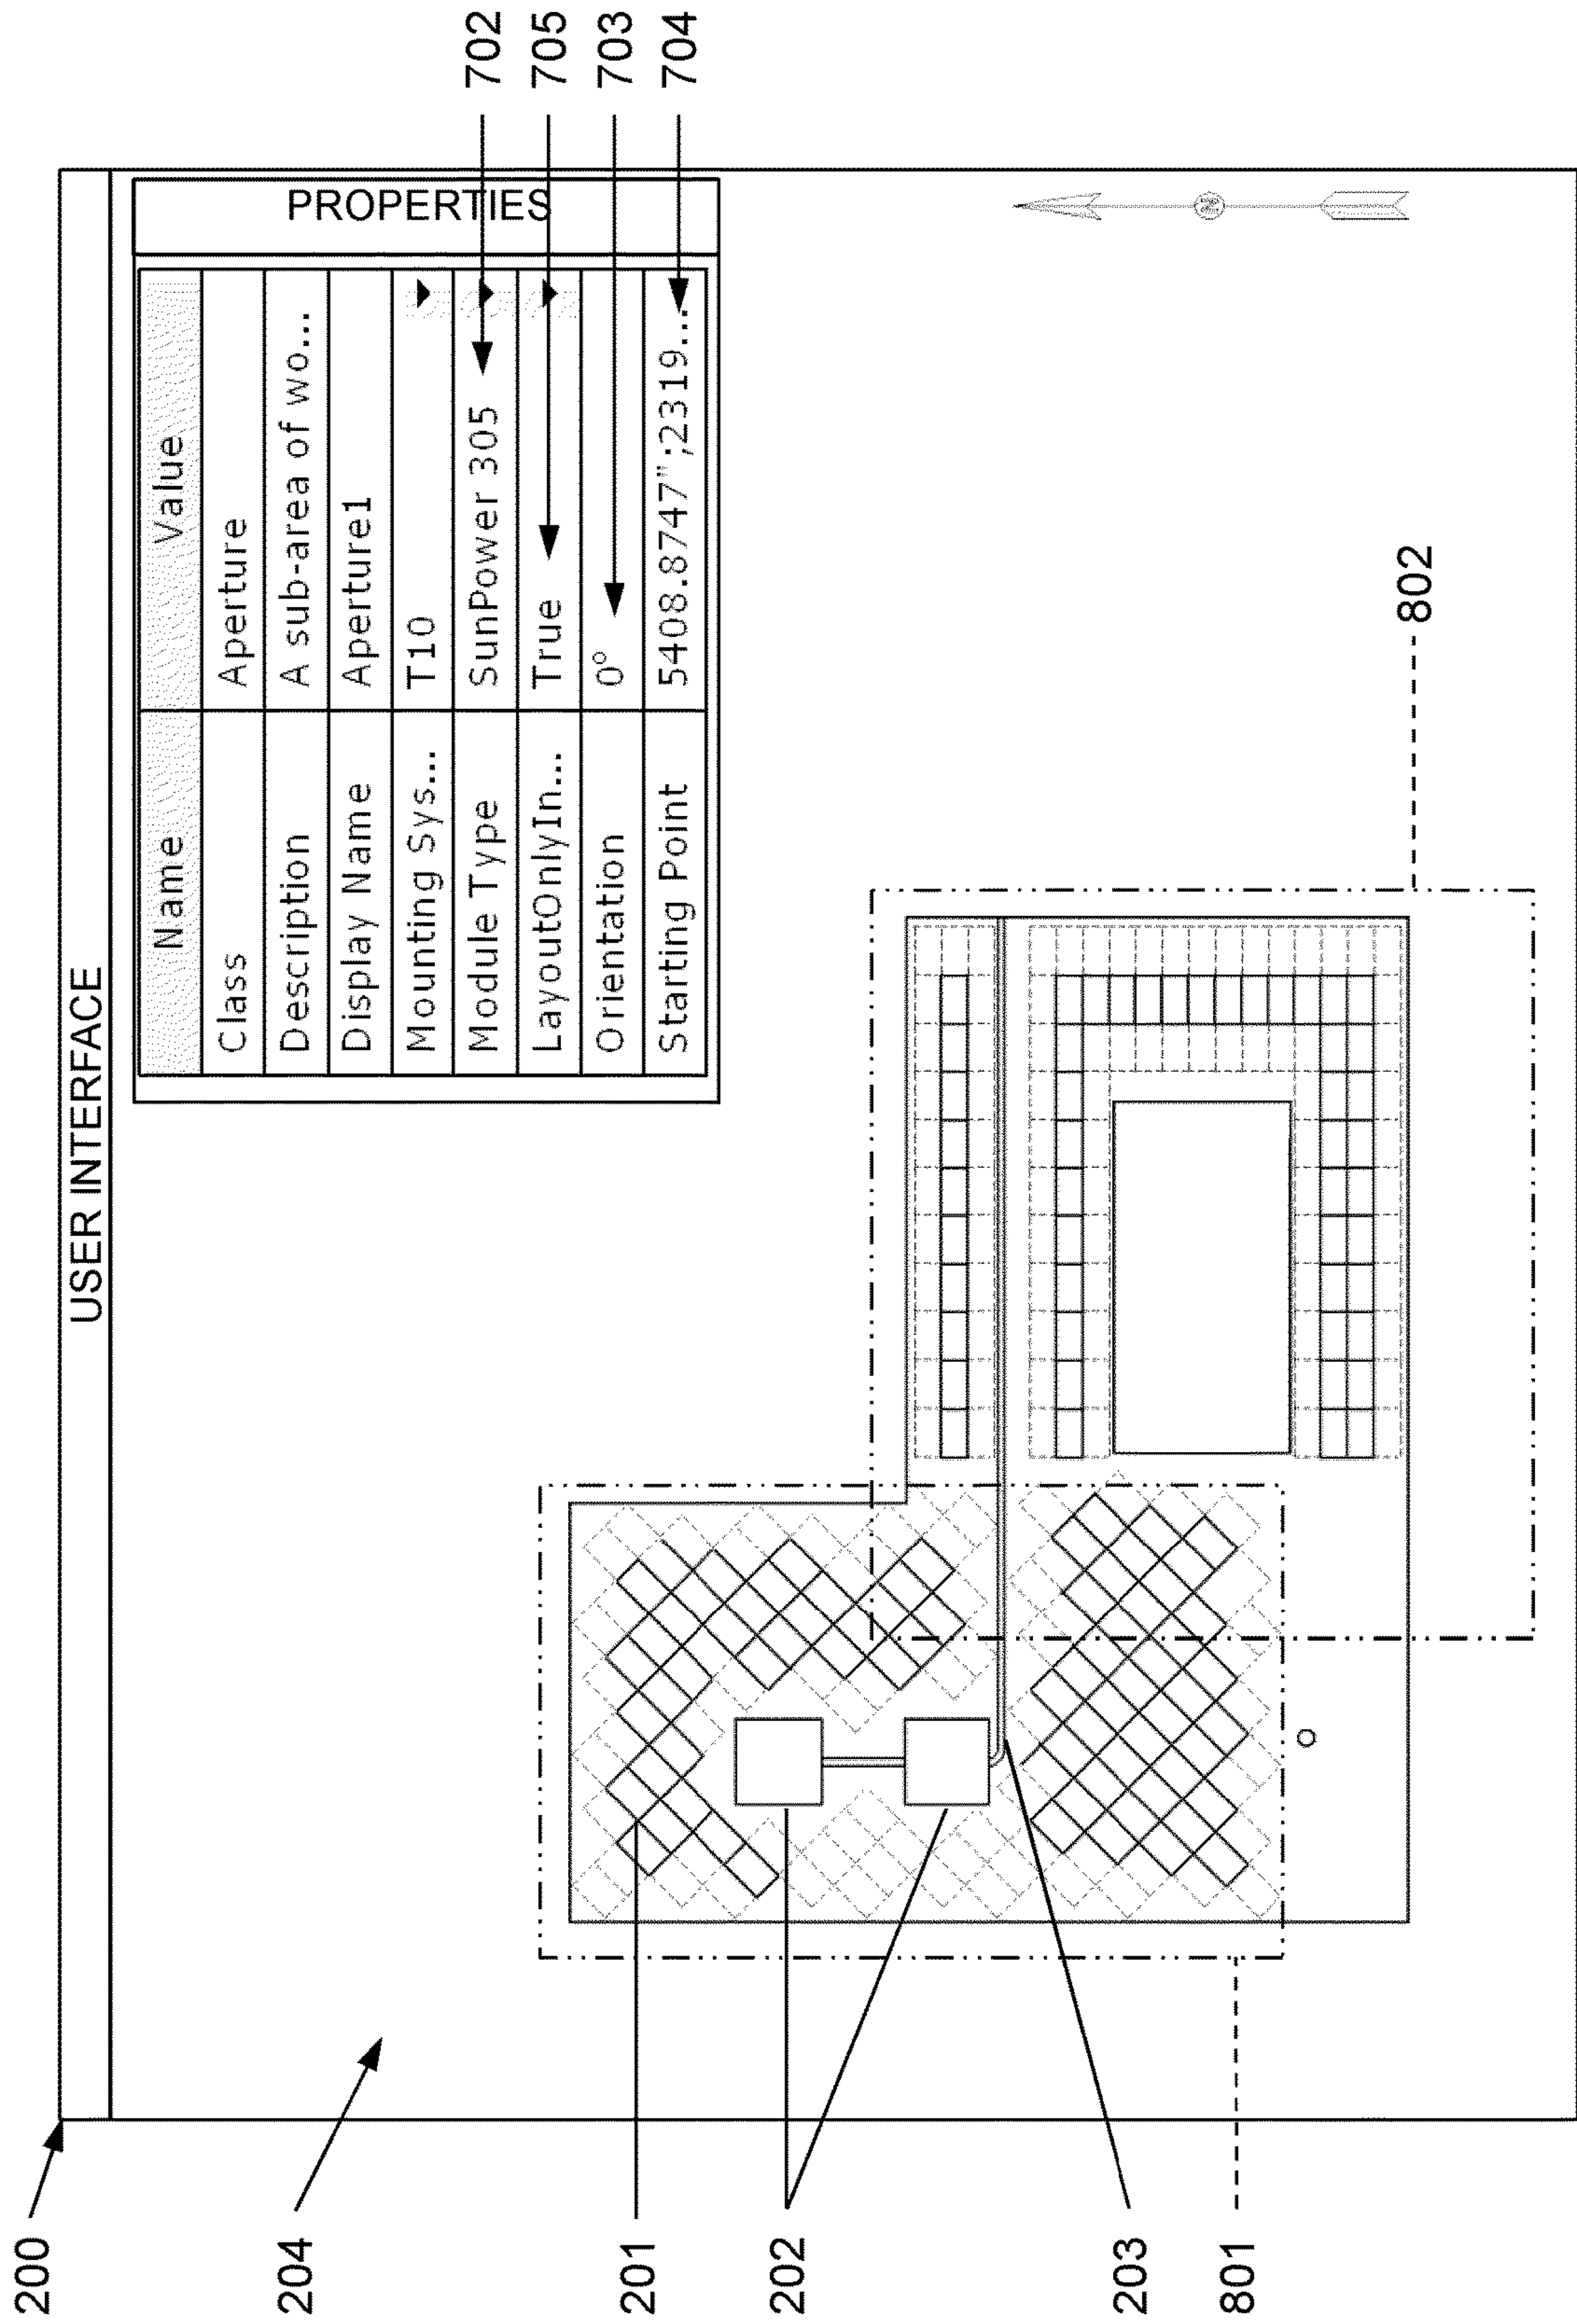 USER INTERFACE
PROPERTIES
Name Value
Class Aperture
Description A sub-area of wo...
Display Name Aperture1
Mounting Sys... T10
Module Type SunPower 305
LayoutOnlyIn... True
Orientation 0°
Starting Point 5408.8747";2319...
702
705
703
704
N
802
200
204
201
202
203
801